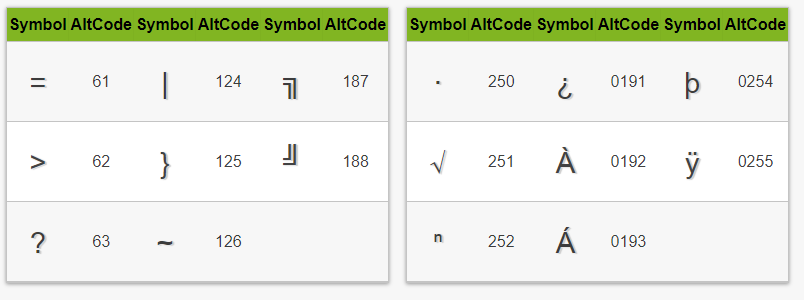 Symbol AltCode Symbol AltCode Symbol AltCode
= 61 | 124 ╗ 187
> 62 } 125 ╝ 188
? 63 ~ 126
Symbol AltCode Symbol AltCode Symbol AltCode
· 250 ¿ 0191 þ 0254
√ 251 À 0192 ÿ 0255
ⁿ 252 Á 0193